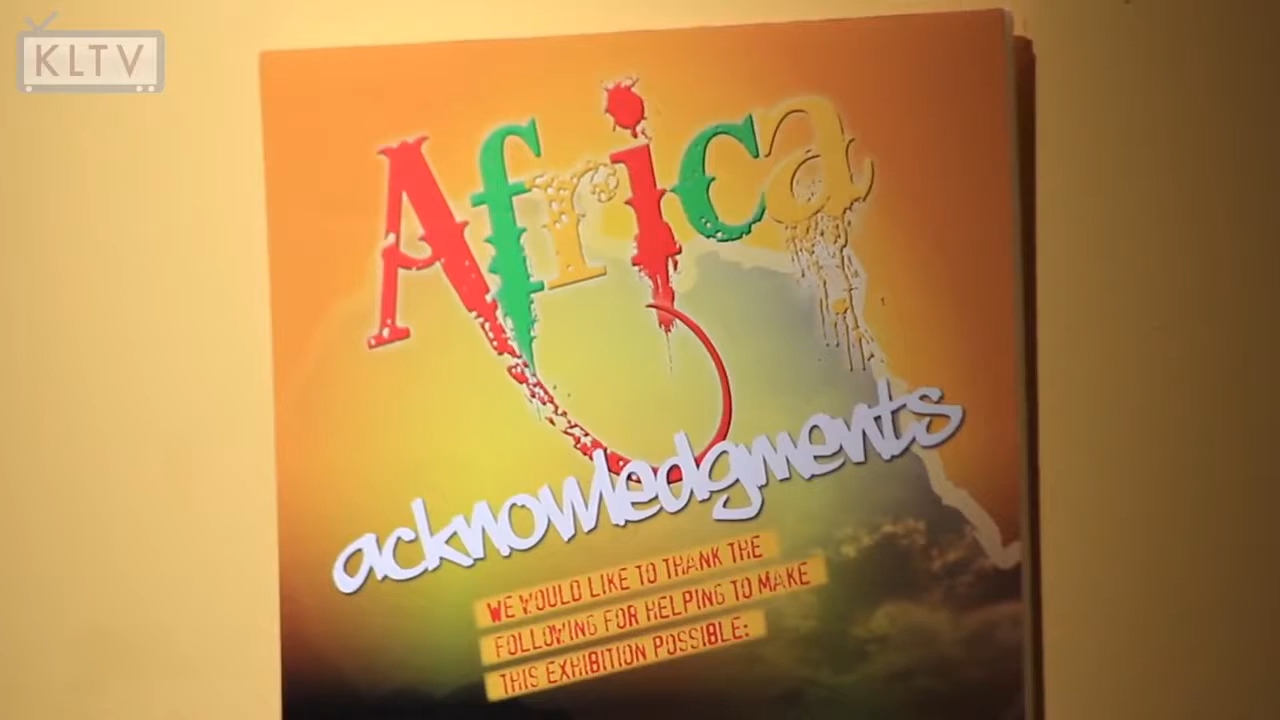 KLTV
Africa
acknowledgments
WE WOULD LIKE TO THANK THE
FOLLOWING FOR HELPING TO MAKE
THIS EXHIBITION POSSIBLE: